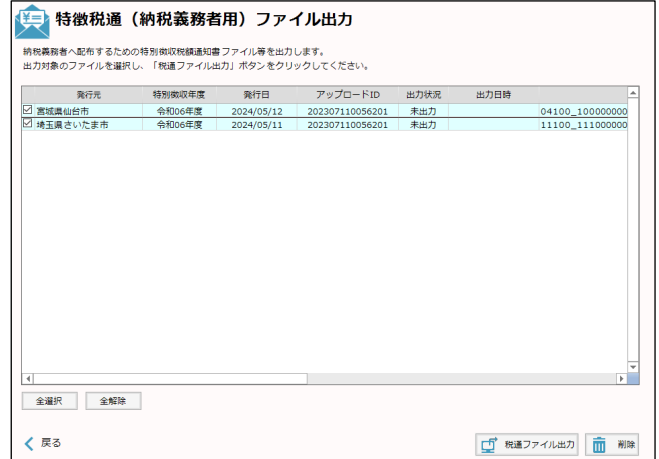 特徴税通（納税義務者用）ファイル出力
納税義務者へ配布するための特別徴収税額通知書ファイル等を出力します。
出力対象のファイルを選択し、「税通ファイル出力」ボタンをクリックしてください。
発行元 特別徴収年度 発行日 アップロードID 出力状況 出力日時
宮城県仙台市 令和06年度 2024/05/12 202307110056201 未出力 04100_100000000
埼玉県さいたま市 令和06年度 2024/05/11 202307110056201 未出力 11100_111000000
全選択 全解除
戻る 税通ファイル出力 削除